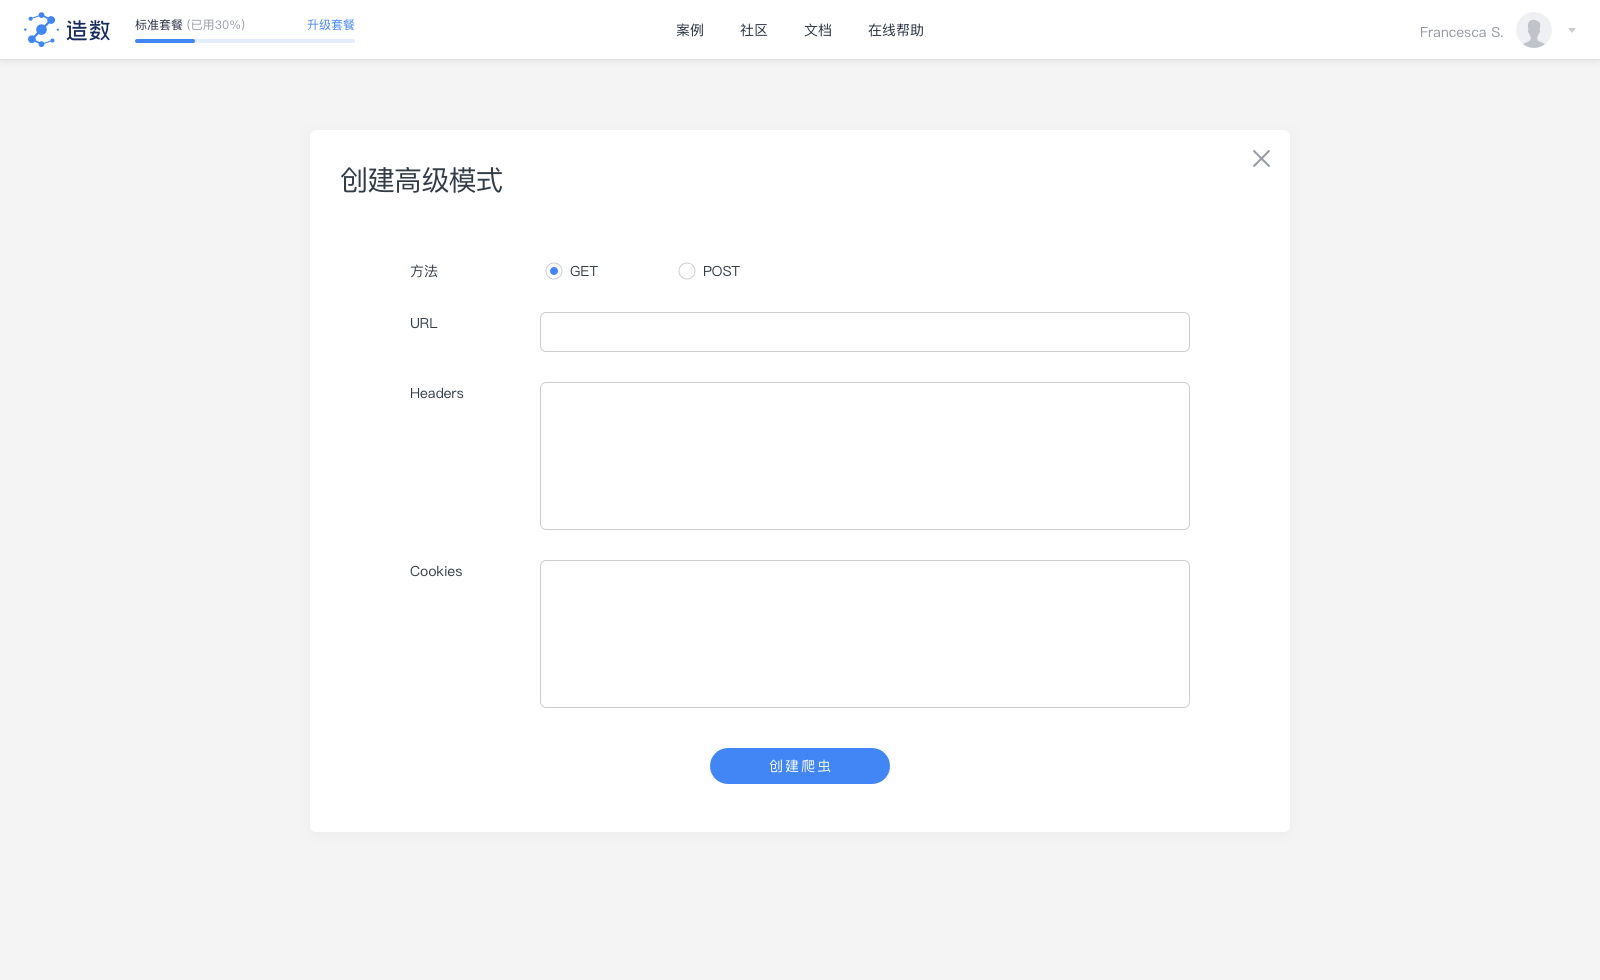 造数
标准套餐 (已用30%) 升级套餐
案例 社区 文档 在线帮助
Francesca S.
创建高级模式
方法 GET POST
URL
Headers
Cookies
创建爬虫